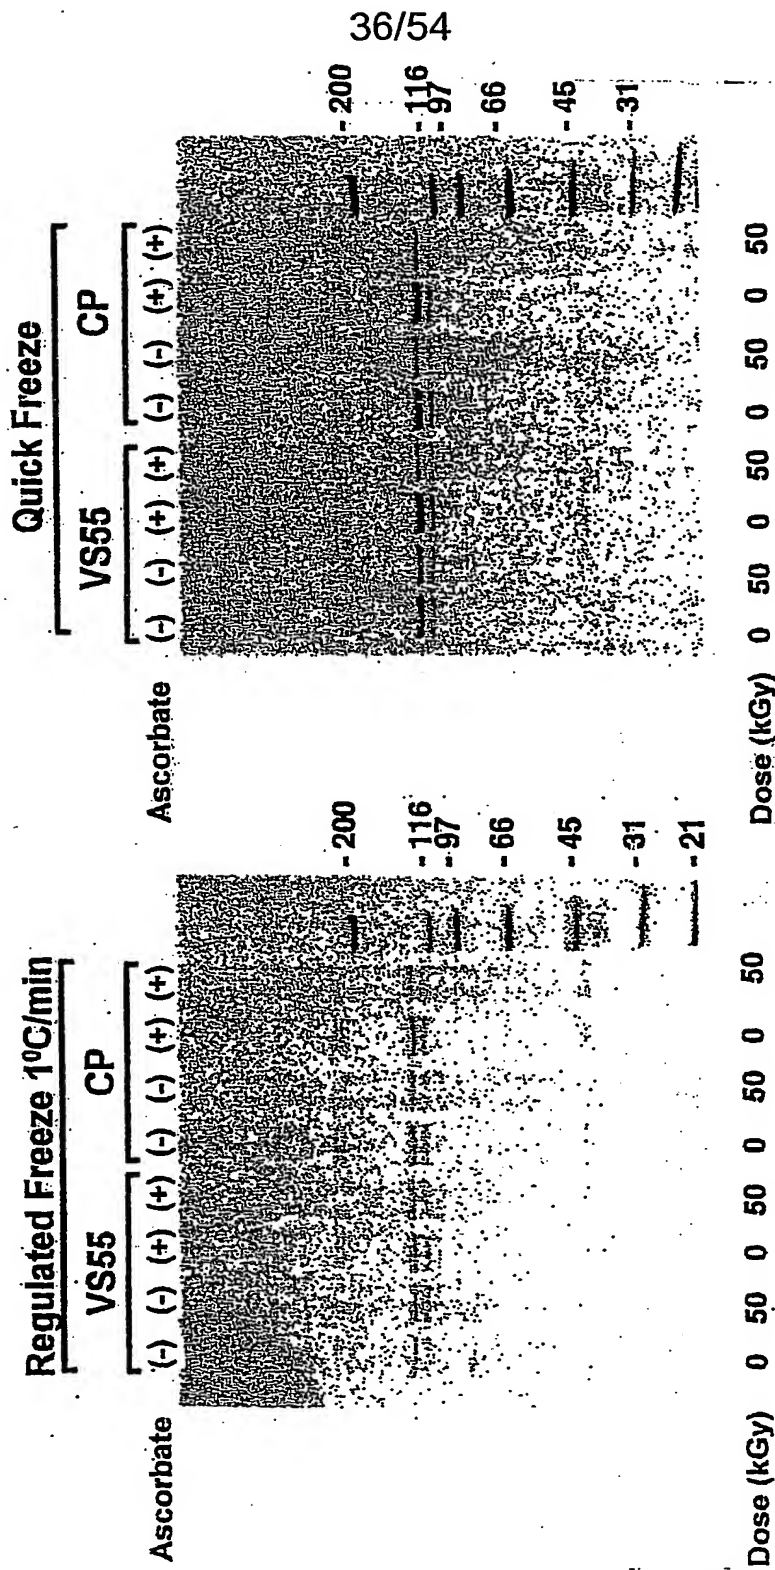 36/54
Regulated Freeze 1⁰C/min
VS55 CP
Ascorbate (-) (-) (+) (+) (-) (-) (+) (+)
- 200
- 116
- 97
- 66
- 45
- 31
- 21
Dose (kGy) 0 50 0 50 0 50 0 50
Quick Freeze
VS55 CP
Ascorbate (-) (-) (+) (+) (-) (-) (+) (+)
- 200
- 116
- 97
- 66
- 45
- 31
Dose (kGy) 0 50 0 50 0 50 0 50